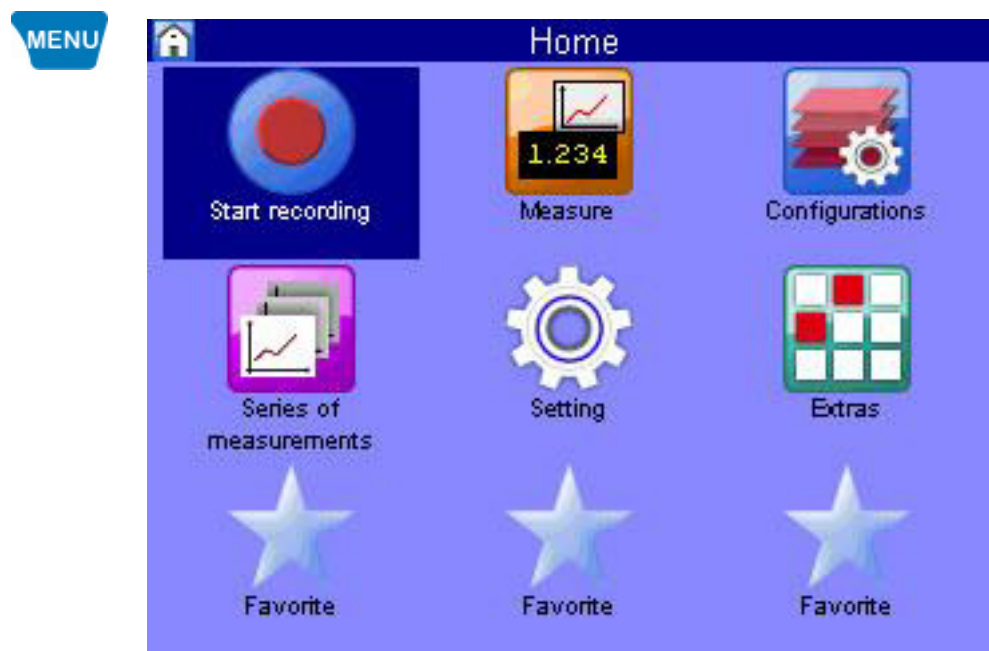 MENU
Home
Start recording
1.234
Measure
Configurations
Series of
measurements
Setting
Extras
Favorite
Favorite
Favorite